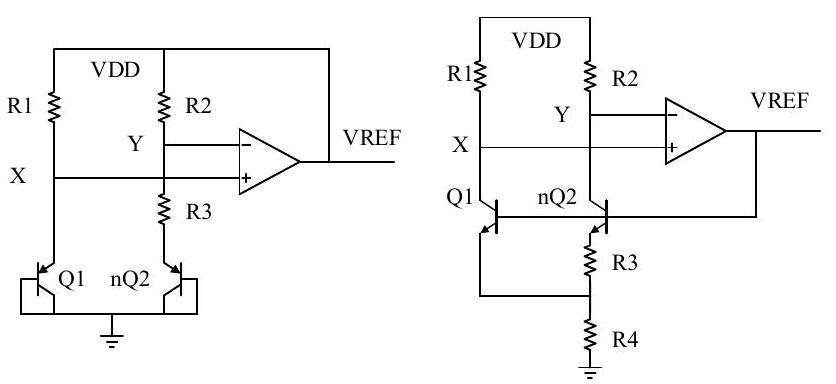 VDD
R1
R2
Y
X
-
+
VREF
R3
Q1
nQ2
VDD
R1
R2
Y
X
-
+
VREF
Q1
nQ2
R3
R4